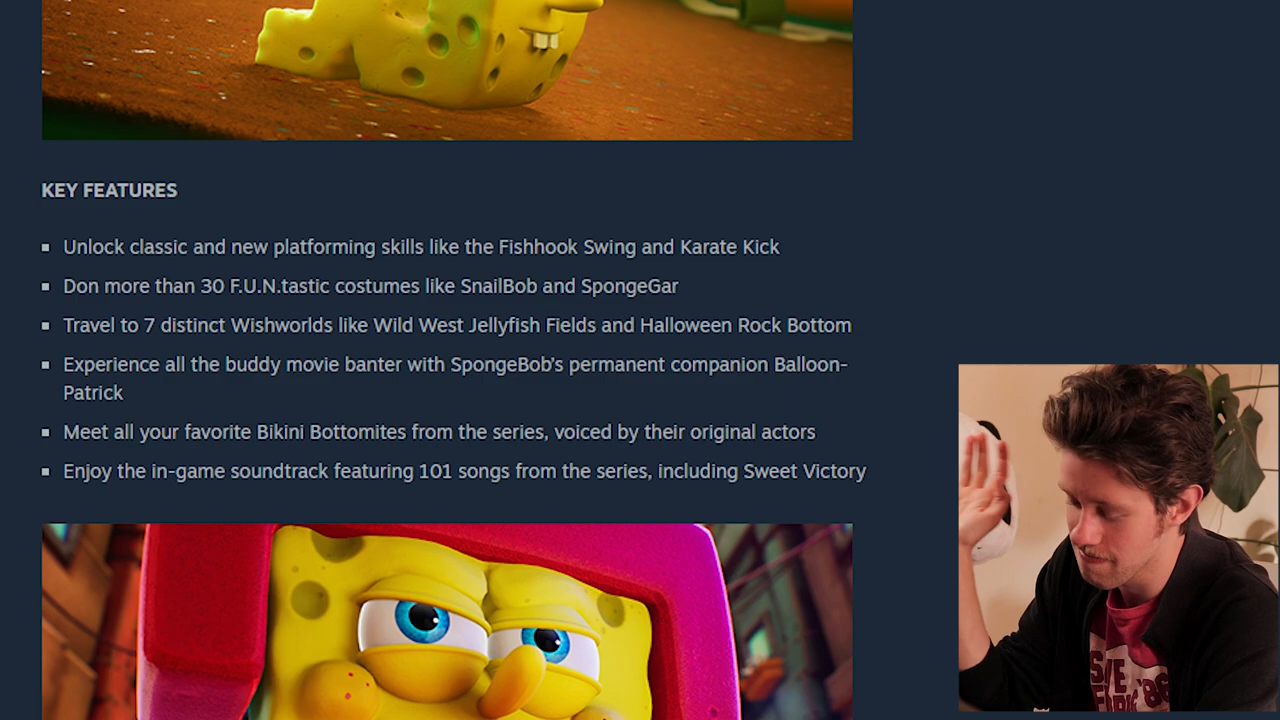 KEY FEATURES
Unlock classic and new platforming skills like the Fishhook Swing and Karate Kick
Don more than 30 F.U.N.tastic costumes like SnailBob and SpongeGar
Travel to 7 distinct Wishworlds like Wild West Jellyfish Fields and Halloween Rock Bottom
Experience all the buddy movie banter with SpongeBob’s permanent companion Balloon-
Patrick
Meet all your favorite Bikini Bottomites from the series, voiced by their original actors
Enjoy the in-game soundtrack featuring 101 songs from the series, including Sweet Victory